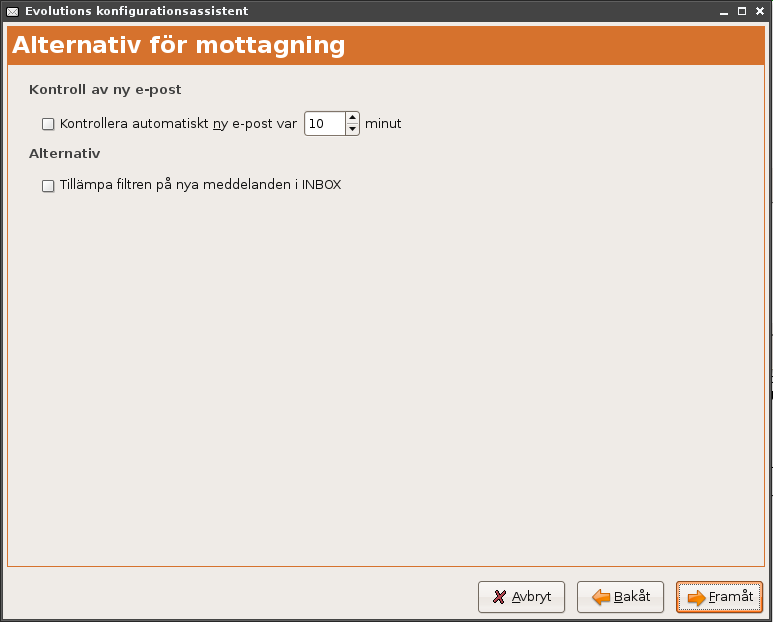 Evolutions konfigurationsassistent
Alternativ för mottagning
Kontroll av ny e-post
Kontrollera automatiskt ny e-post var 10 minut
Alternativ
Tillämpa filtren på nya meddelanden i INBOX
Avbryt Bakåt Framåt